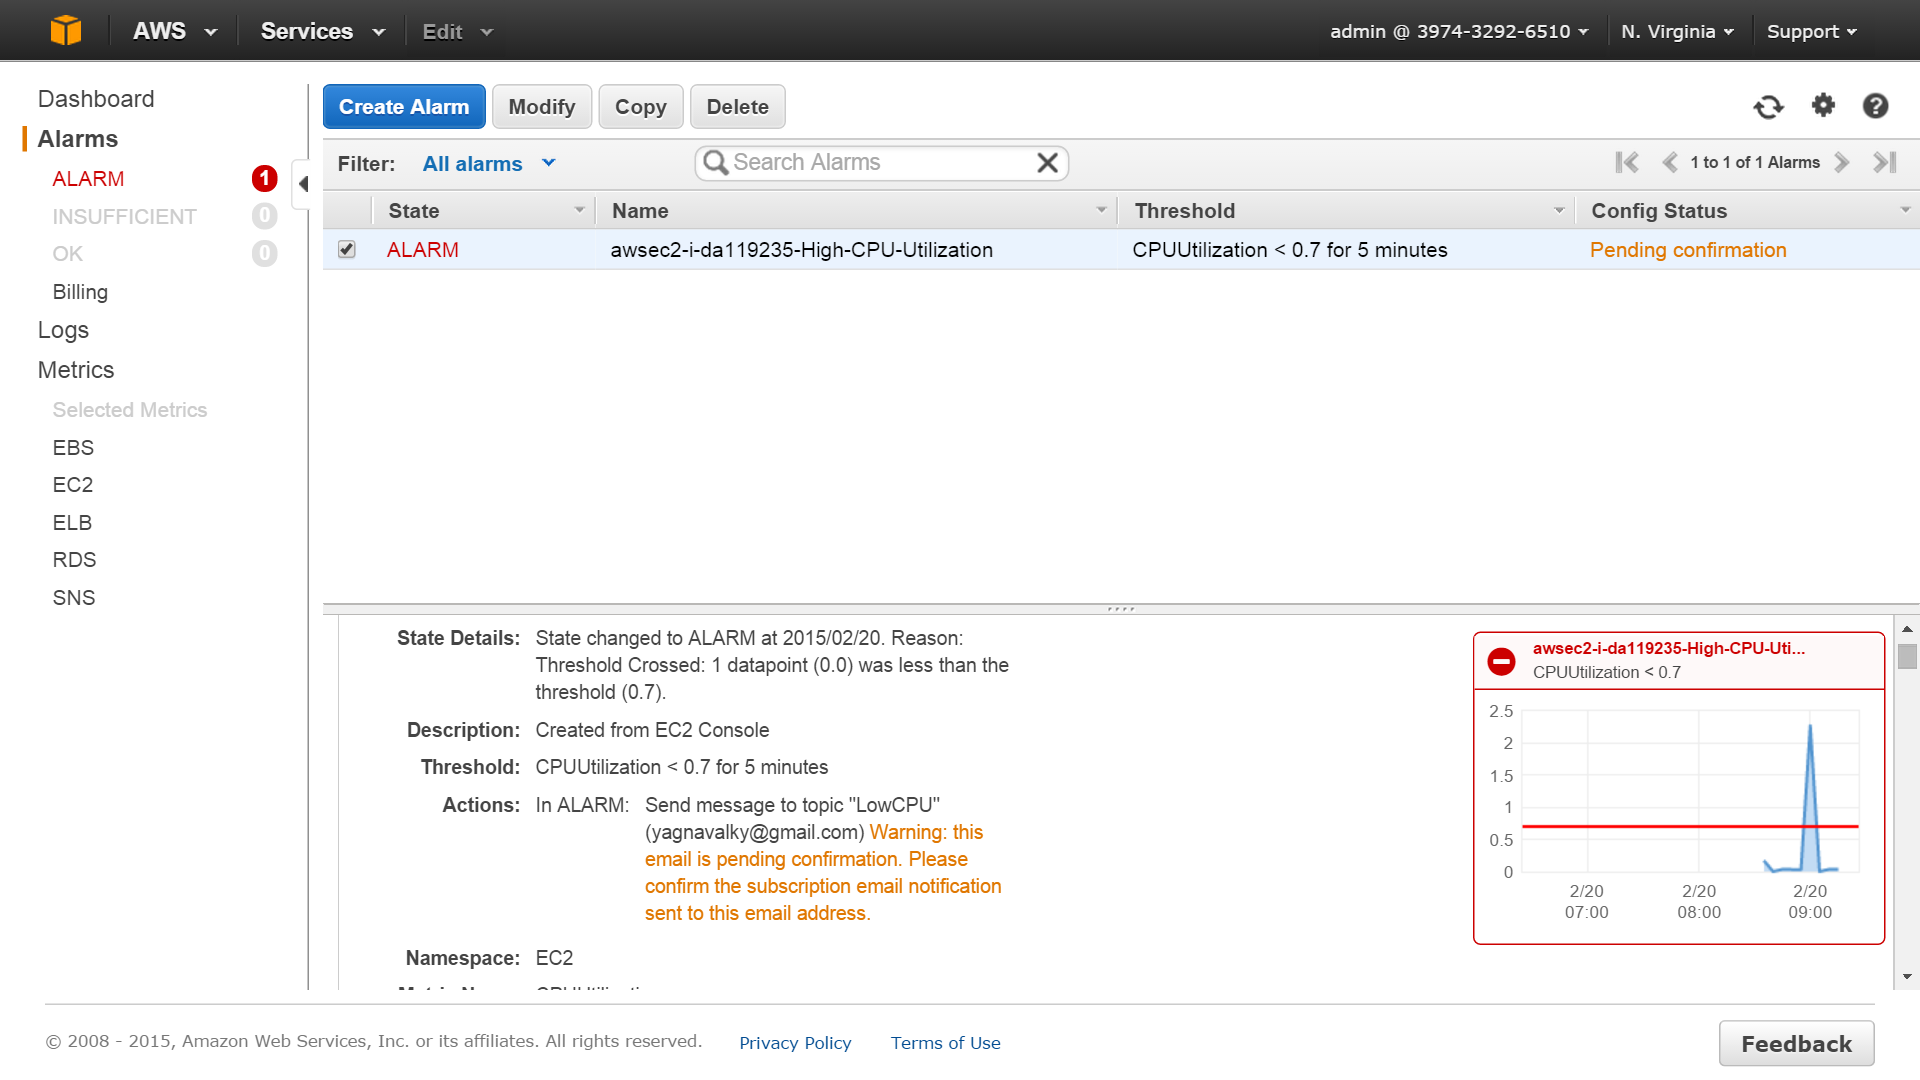 AWS Services Edit admin @ 3974-3292-6510 N. Virginia Support
Dashboard
Alarms
ALARM 1
INSUFFICIENT 0
OK 0
Billing
Logs
Metrics
Selected Metrics
EBS
EC2
ELB
RDS
SNS
Create Alarm Modify Copy Delete
Filter: All alarms Search Alarms 1 to 1 of 1 Alarms
State Name Threshold Config Status
ALARM awsec2-i-da119235-High-CPU-Utilization CPUUtilization < 0.7 for 5 minutes Pending confirmation
State Details: State changed to ALARM at 2015/02/20. Reason:
Threshold Crossed: 1 datapoint (0.0) was less than the
threshold (0.7).
Description: Created from EC2 Console
Threshold: CPUUtilization < 0.7 for 5 minutes
Actions: In ALARM: Send message to topic "LowCPU"
(yagnavalky@gmail.com) Warning: this
email is pending confirmation. Please
confirm the subscription email notification
sent to this email address.
Namespace: EC2
awsec2-i-da119235-High-CPU-Uti...
CPUUtilization < 0.7
2.5
2
1.5
1
0.5
0
2/20 2/20 2/20
07:00 08:00 09:00
© 2008 - 2015, Amazon Web Services, Inc. or its affiliates. All rights reserved. Privacy Policy Terms of Use Feedback